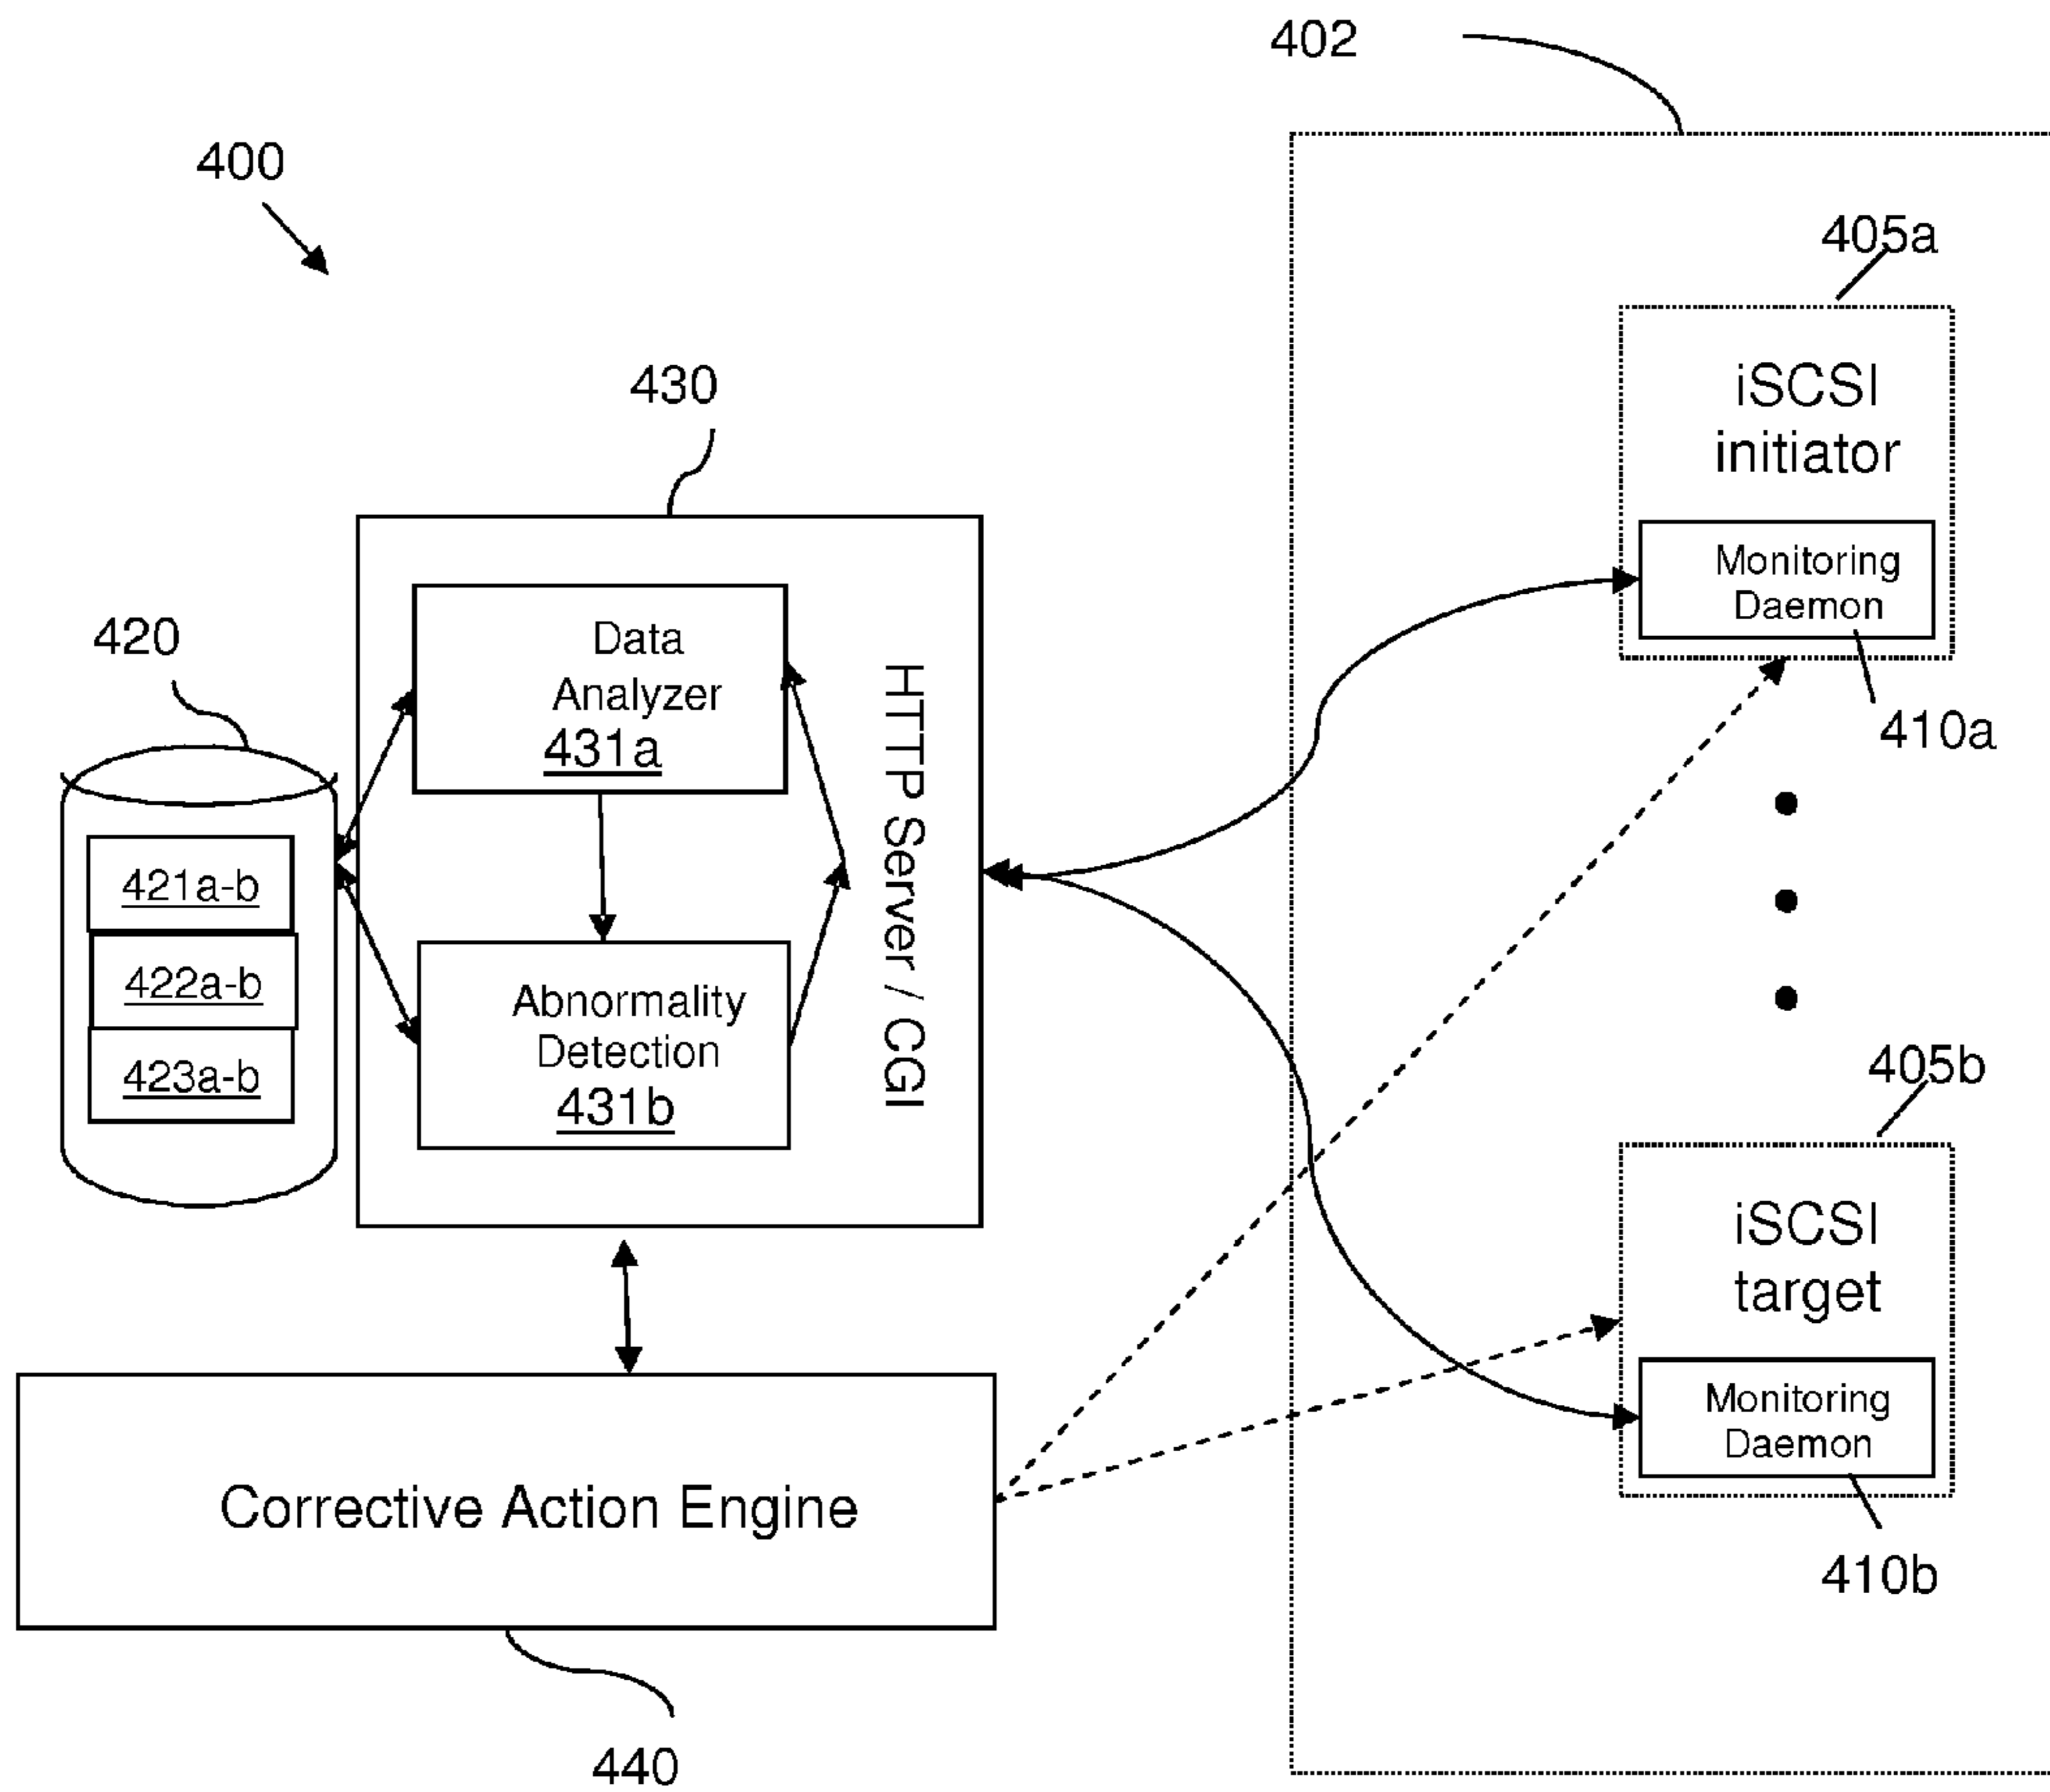 402
400
405a
iSCSI
initiator
Monitoring
Daemon
410a
430
Data
Analyzer
431a
HTTP Server / CGI
420
421a-b
422a-b
423a-b
Abnormality
Detection
431b
405b
iSCSI
target
Monitoring
Daemon
410b
Corrective Action Engine
440